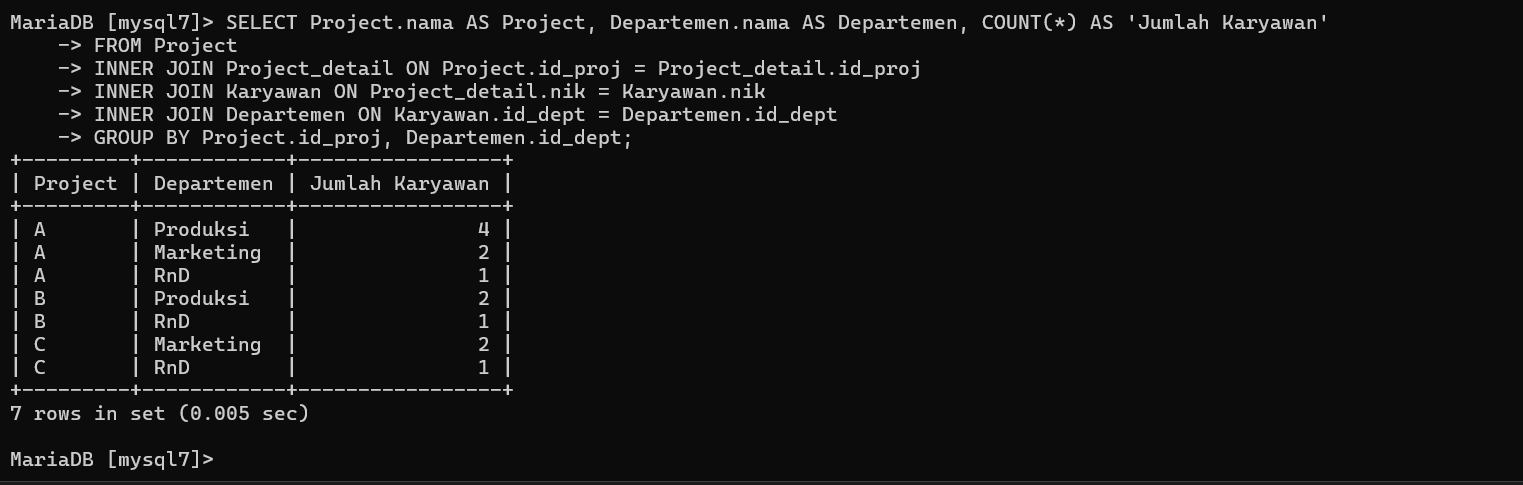 MariaDB [mysql7]> SELECT Project.nama AS Project, Departemen.nama AS Departemen, COUNT(*) AS 'Jumlah Karyawan'
    -> FROM Project
    -> INNER JOIN Project_detail ON Project.id_proj = Project_detail.id_proj
    -> INNER JOIN Karyawan ON Project_detail.nik = Karyawan.nik
    -> INNER JOIN Departemen ON Karyawan.id_dept = Departemen.id_dept
    -> GROUP BY Project.id_proj, Departemen.id_dept;
+---------+------------+-----------------+
| Project | Departemen | Jumlah Karyawan |
+---------+------------+-----------------+
| A       | Produksi   |               4 |
| A       | Marketing  |               2 |
| A       | RnD        |               1 |
| B       | Produksi   |               2 |
| B       | RnD        |               1 |
| C       | Marketing  |               2 |
| C       | RnD        |               1 |
+---------+------------+-----------------+
7 rows in set (0.005 sec)

MariaDB [mysql7]>